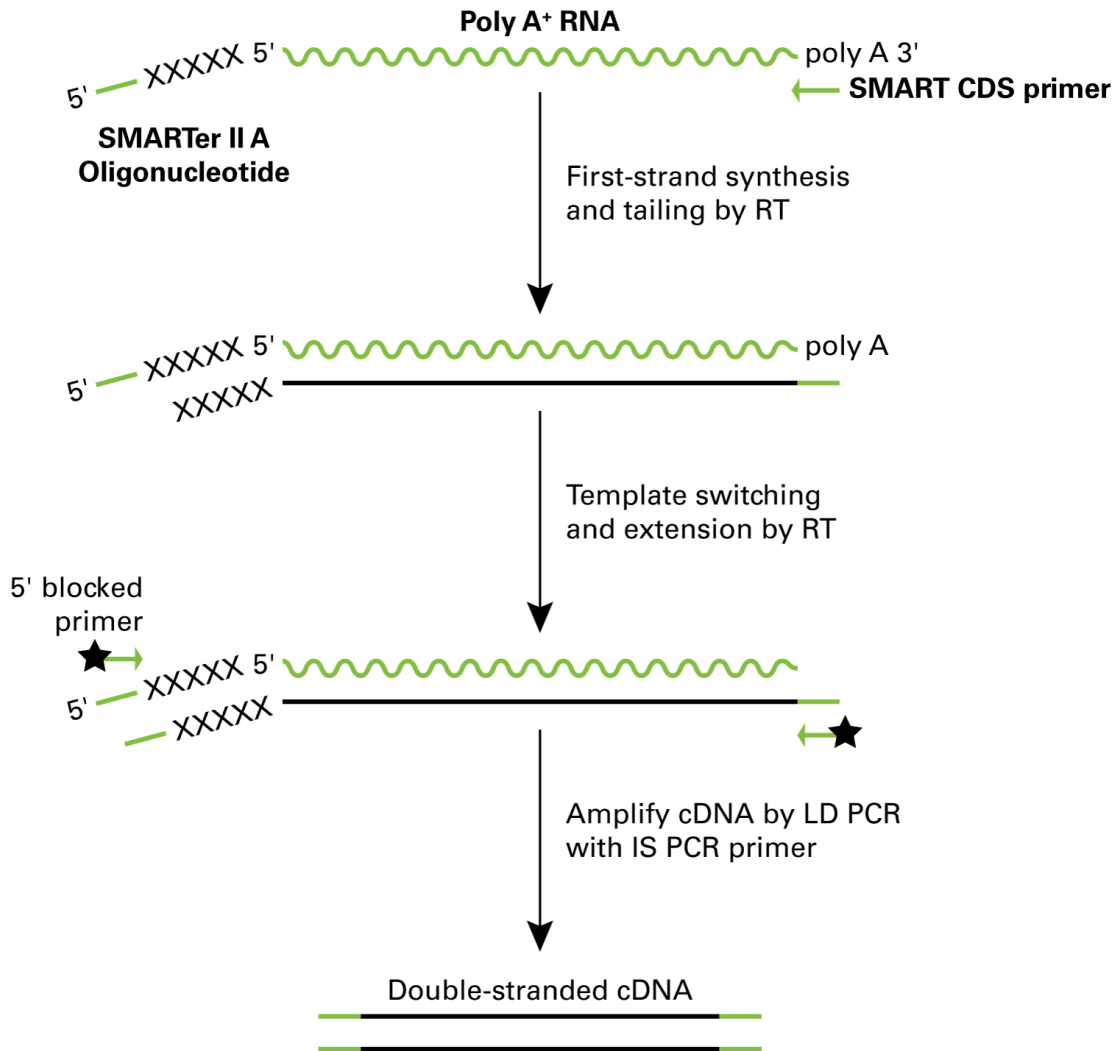 Poly A⁺ RNA
5' XXXXX 5' poly A 3'
SMART CDS primer
SMARTer II A
Oligonucleotide
First-strand synthesis
and tailing by RT
5' XXXXX 5' poly A
XXXXX
Template switching
and extension by RT
5' blocked
primer
5' XXXXX 5'
XXXXX
Amplify cDNA by LD PCR
with IS PCR primer
Double-stranded cDNA